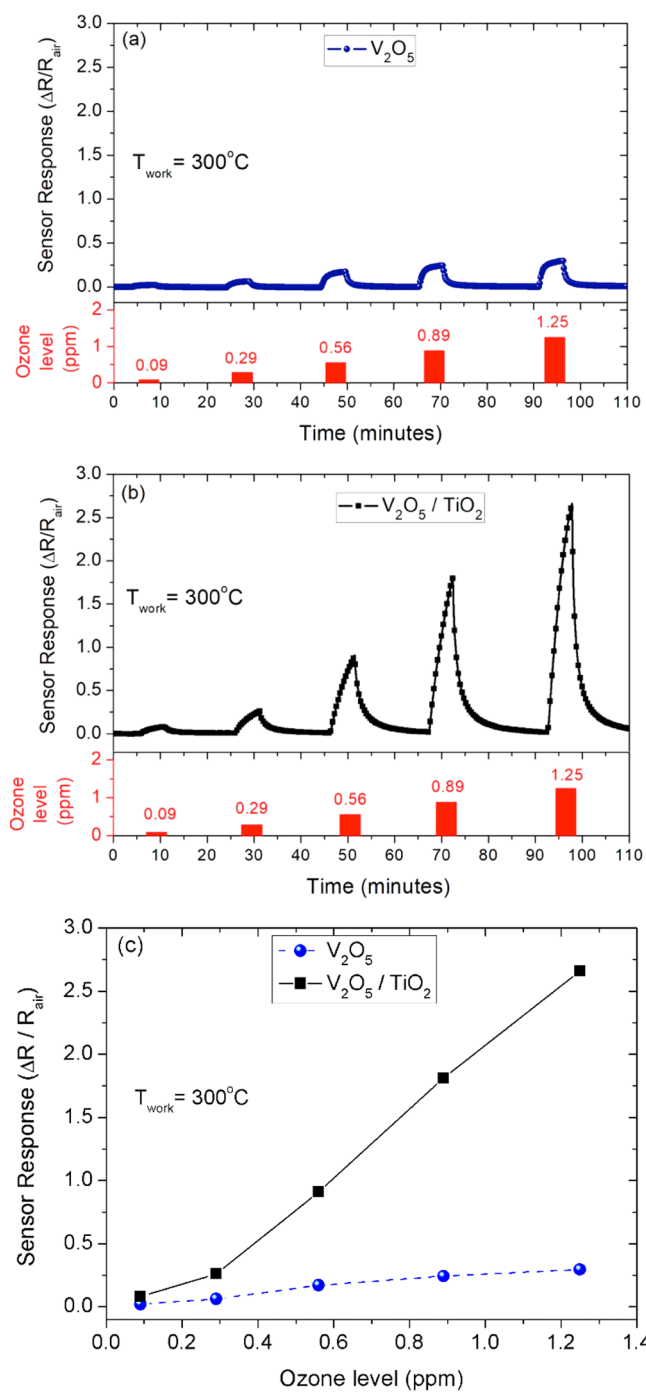 (a)
V₂O₅
Sensor Response (ΔR/R_air)
3.0
2.5
2.0
1.5
1.0
0.5
0.0
T_work = 300°C
Ozone level (ppm)
2
1
0
0.09
0.29
0.56
0.89
1.25
0 10 20 30 40 50 60 70 80 90 100 110
Time (minutes)
(b)
V₂O₅ / TiO₂
Sensor Response (ΔR/R_air)
3.0
2.5
2.0
1.5
1.0
0.5
0.0
T_work = 300°C
Ozone level (ppm)
2
1
0
0.09
0.29
0.56
0.89
1.25
0 10 20 30 40 50 60 70 80 90 100 110
Time (minutes)
(c)
V₂O₅
V₂O₅ / TiO₂
Sensor Response (ΔR / R_air)
3.0
2.5
2.0
1.5
1.0
0.5
0.0
T_work = 300°C
0.0 0.2 0.4 0.6 0.8 1.0 1.2 1.4
Ozone level (ppm)